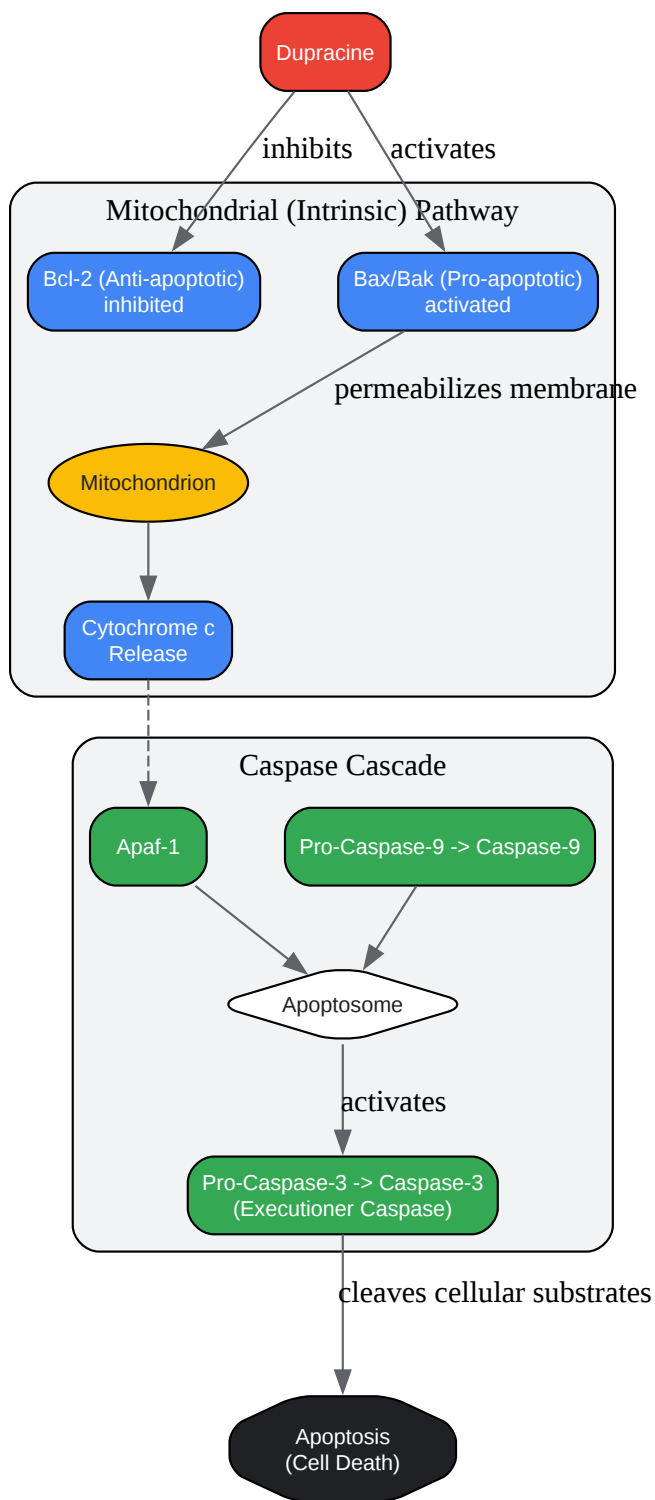 Dupracine
inhibits
activates
Mitochondrial (Intrinsic) Pathway
Bcl-2 (Anti-apoptotic)
inhibited
Bax/Bak (Pro-apoptotic)
activated
permeabilizes membrane
Mitochondrion
Cytochrome c
Release
Caspase Cascade
Apaf-1
Pro-Caspase-9 -> Caspase-9
Apoptosome
activates
Pro-Caspase-3 -> Caspase-3
(Executioner Caspase)
cleaves cellular substrates
Apoptosis
(Cell Death)